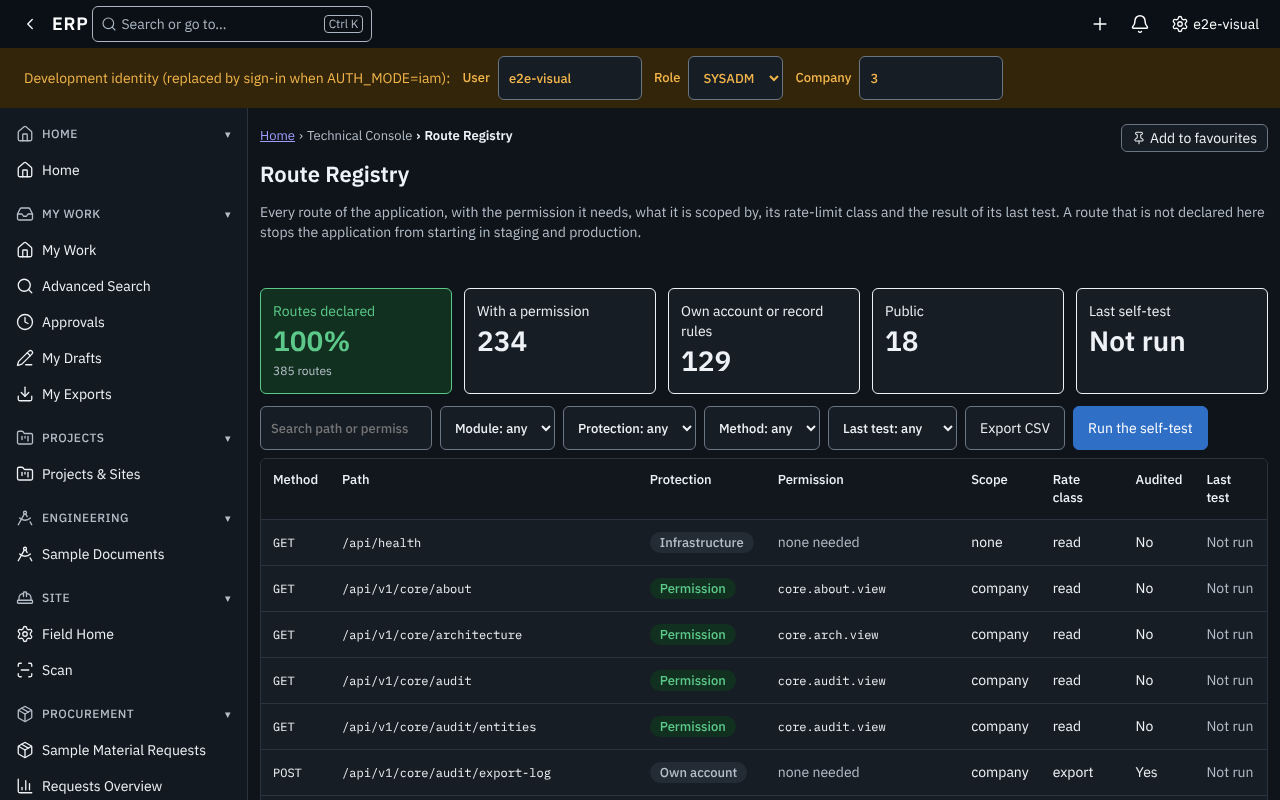 ERP
Search or go to...
Ctrl K
e2e-visual
Development identity (replaced by sign-in when AUTH_MODE=iam):
User
e2e-visual
Role
SYSADM
Company
3
HOME
Home
MY WORK
My Work
Advanced Search
Approvals
My Drafts
My Exports
PROJECTS
Projects & Sites
ENGINEERING
Sample Documents
SITE
Field Home
Scan
PROCUREMENT
Sample Material Requests
Requests Overview
Home › Technical Console › Route Registry
Add to favourites
Route Registry
Every route of the application, with the permission it needs, what it is scoped by, its rate-limit class and the result of its last test. A route that is not declared here
stops the application from starting in staging and production.
Routes declared
100%
385 routes
With a permission
234
Own account or record
rules
129
Public
18
Last self-test
Not run
Search path or permiss
Module: any
Protection: any
Method: any
Last test: any
Export CSV
Run the self-test
Method Path Protection Permission Scope Rate class Audited Last test
GET /api/health Infrastructure none needed none read No Not run
GET /api/v1/core/about Permission core.about.view company read No Not run
GET /api/v1/core/architecture Permission core.arch.view company read No Not run
GET /api/v1/core/audit Permission core.audit.view company read No Not run
GET /api/v1/core/audit/entities Permission core.audit.view company read No Not run
POST /api/v1/core/audit/export-log Own account none needed company export Yes Not run